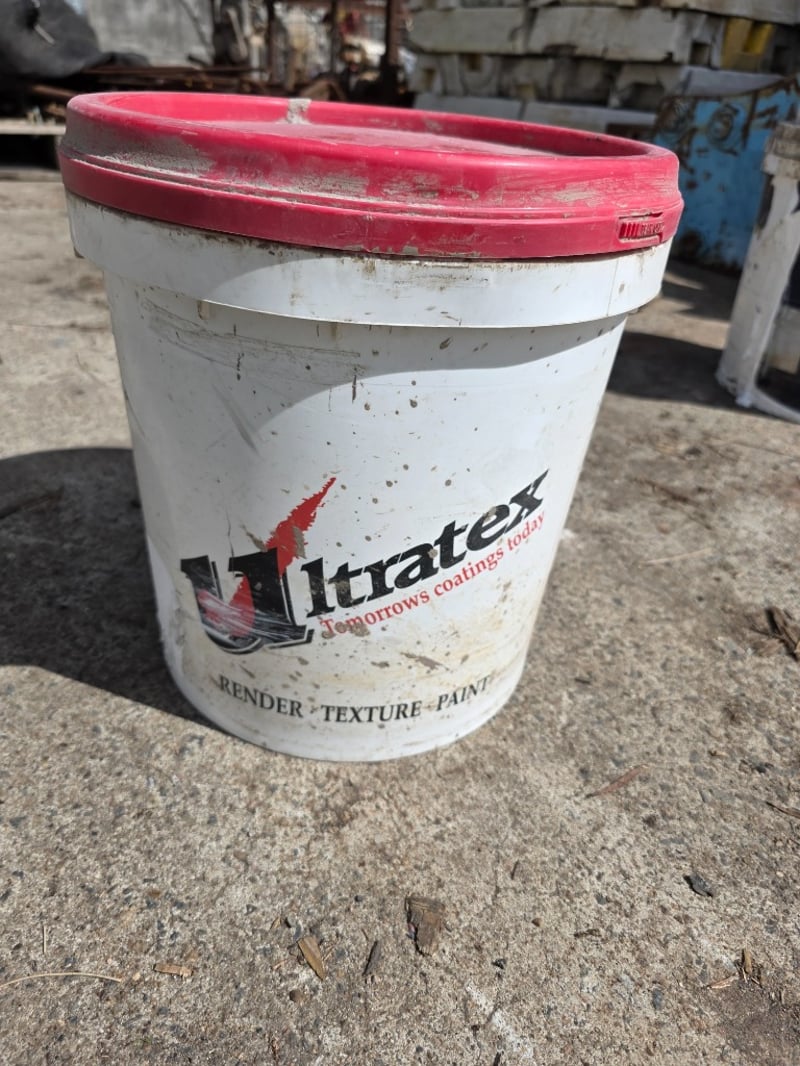 Ultratex
Tomorrows coatings today
RENDER · TEXTURE · PAINT